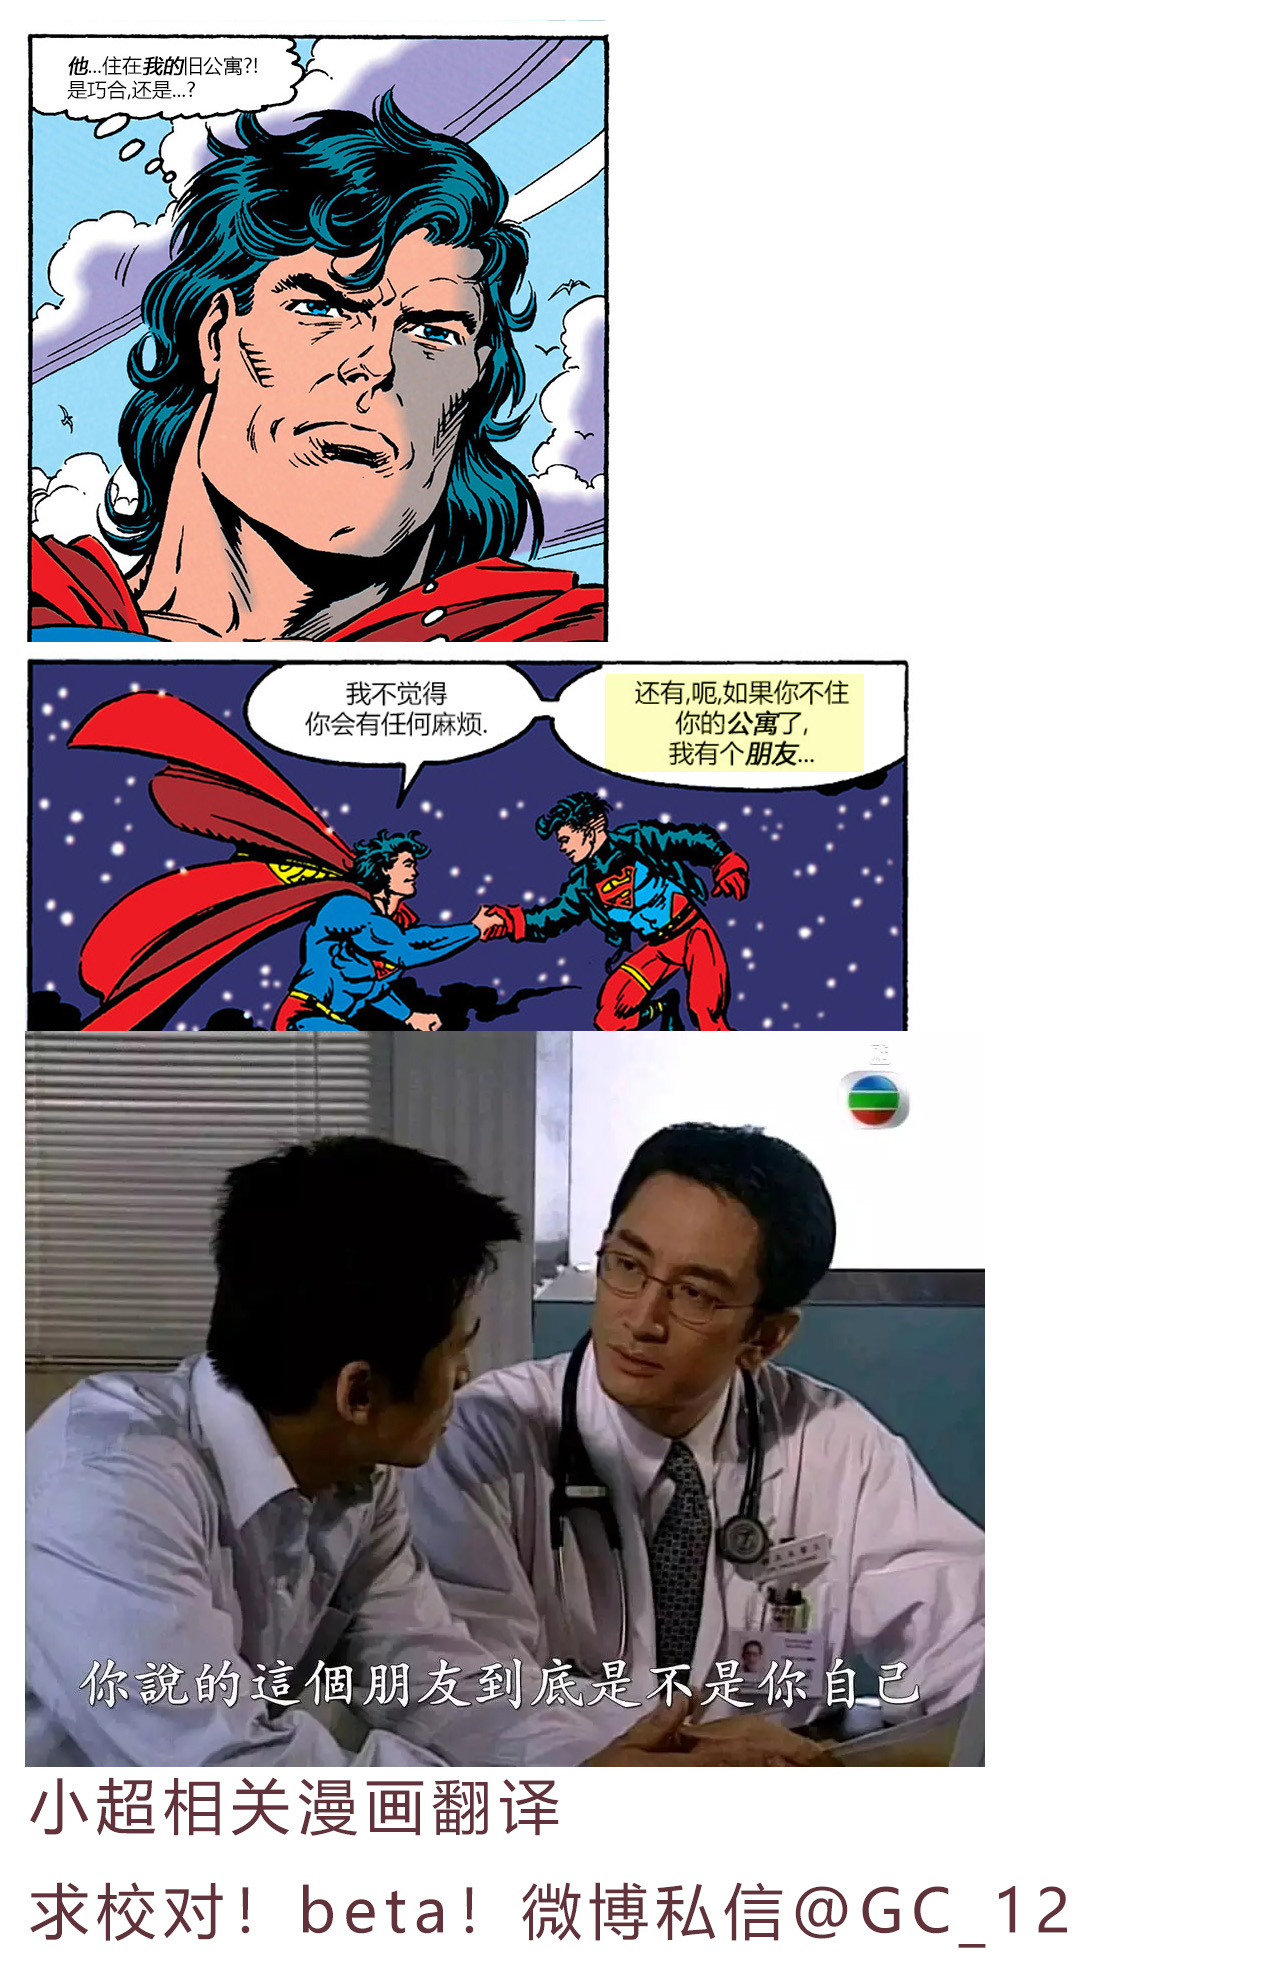 他...住在我的旧公寓?!
是巧合,还是...?
我不觉得
你会有任何麻烦.
还有,呃,如果你不住
你的公寓了,
我有个朋友...
你說的這個朋友到底是不是你自己
小超相关漫画翻译
求校对！beta！微博私信@GC_12